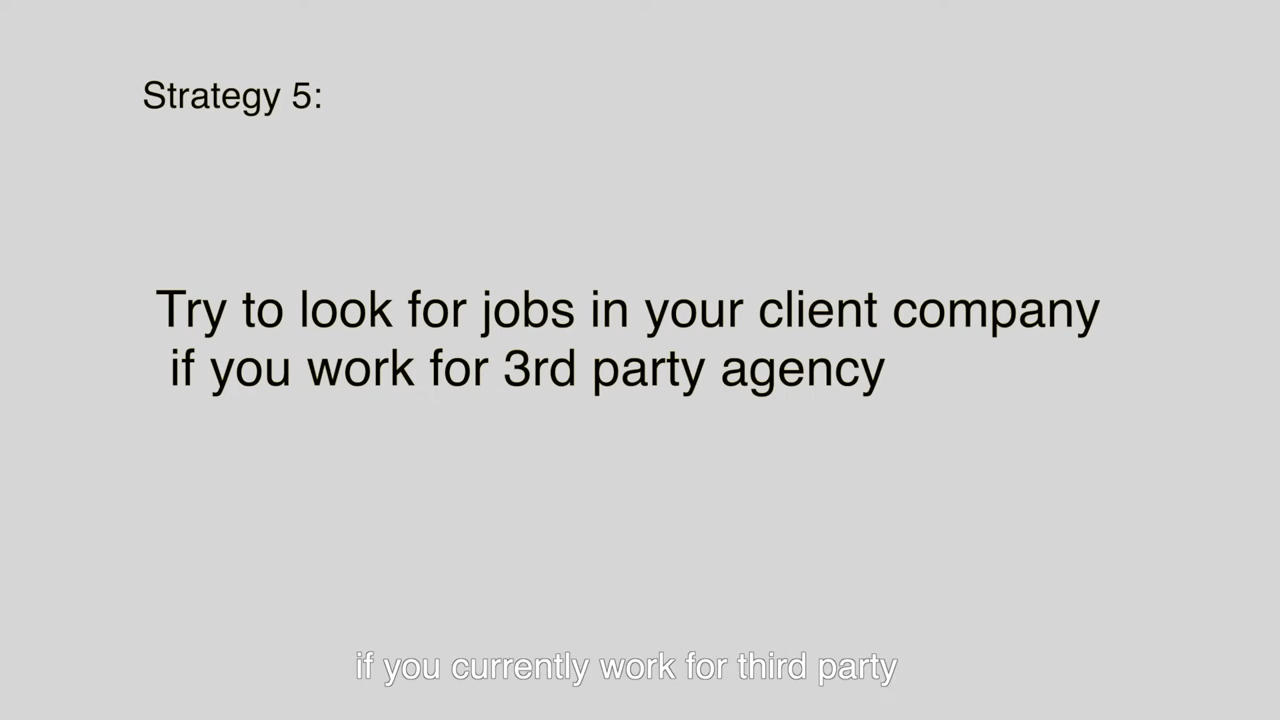 Strategy 5:
Try to look for jobs in your client company
if you work for 3rd party agency
if you currently work for third party